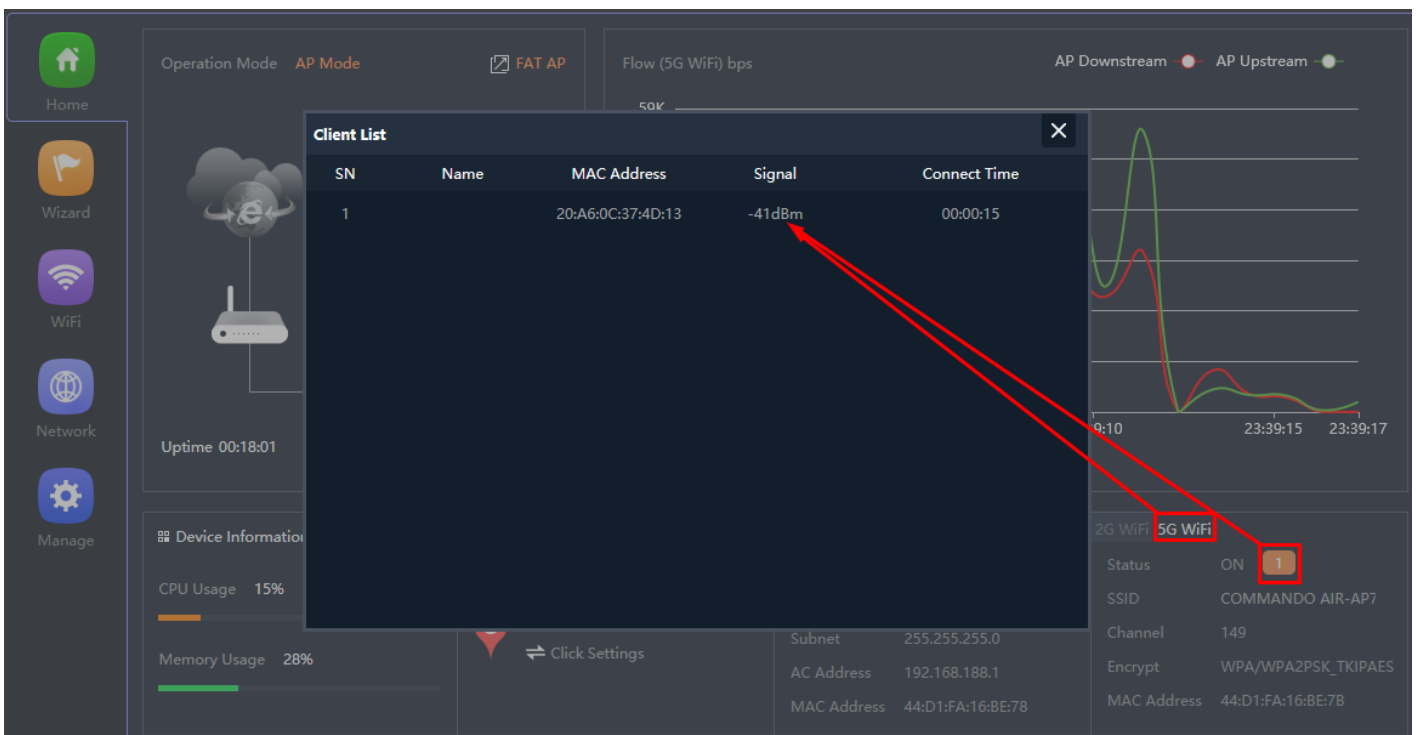 Home
Wizard
WiFi
Network
Manage
Operation Mode AP Mode
FAT AP
Uptime 00:18:01
Flow (5G WiFi) bps
AP Downstream
AP Upstream
59K
9:10
23:39:15
23:39:17
Client List
SN Name MAC Address Signal Connect Time
1 20:A6:0C:37:4D:13 -41dBm 00:00:15
Device Information
CPU Usage 15%
Memory Usage 28%
Click Settings
Subnet 255.255.255.0
AC Address 192.168.188.1
MAC Address 44:D1:FA:16:BE:78
2G WiFi 5G WiFi
Status ON 1
SSID COMMANDO AIR-AP7
Channel 149
Encrypt WPA/WPA2PSK_TKIPAES
MAC Address 44:D1:FA:16:BE:7B